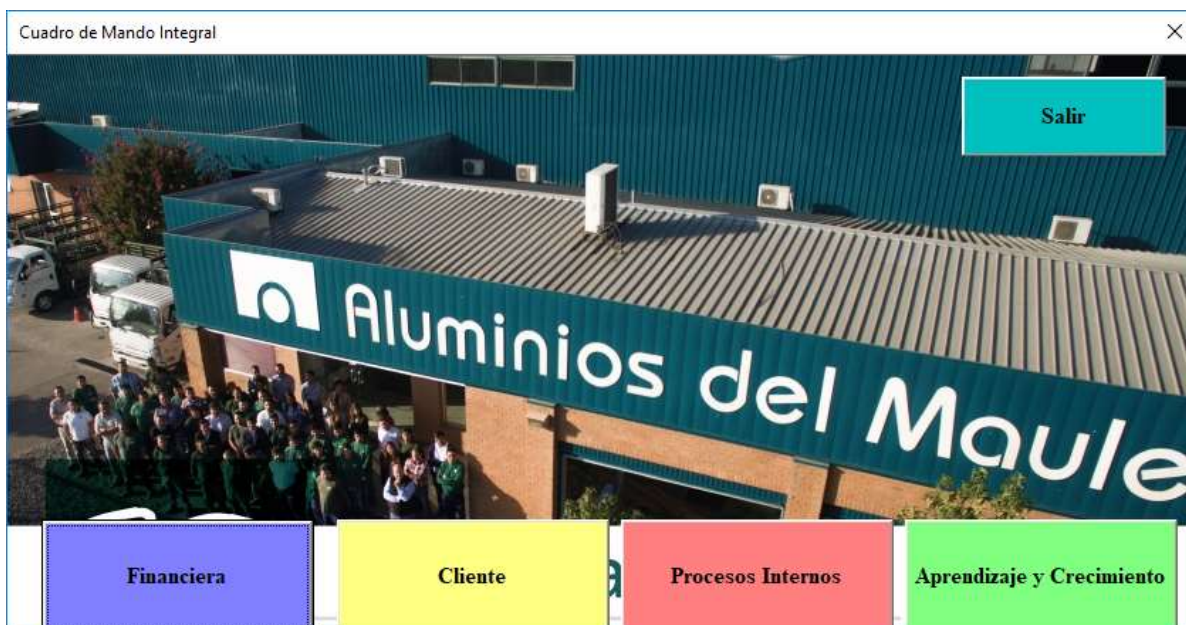 Cuadro de Mando Integral
Salir
Aluminios del Maule
Financiera
Cliente
Procesos Internos
Aprendizaje y Crecimiento